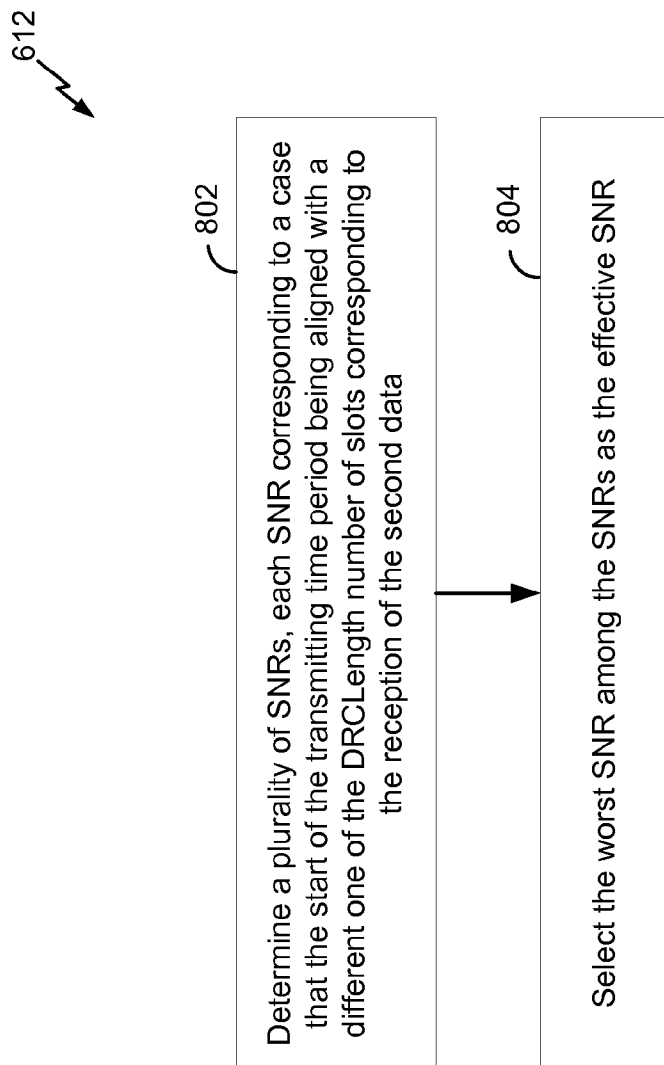 612
802
Determine a plurality of SNRs, each SNR corresponding to a case
that the start of the transmitting time period being aligned with a
different one of the DRCLength number of slots corresponding to
the reception of the second data
804
Select the worst SNR among the SNRs as the effective SNR